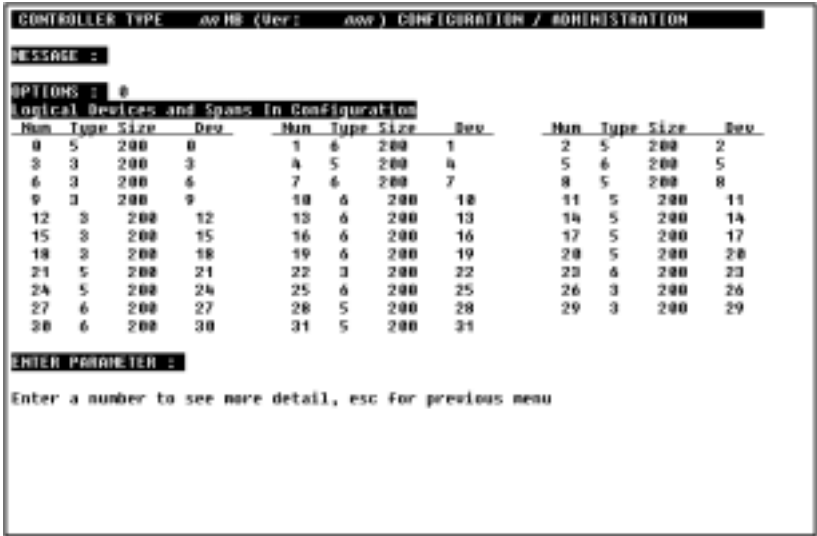 CONTROLLER TYPE nn MB (Ver: nnn) CONFIGURATION / ADMINISTRATION
MESSAGE :
OPTIONS : 0
Logical Devices and Spans In Configuration
Num Type Size Dev Num Type Size Dev Num Type Size Dev
0 5 200 0 1 6 200 1 2 5 200 2
3 3 200 3 4 5 200 4 5 6 200 5
6 3 200 6 7 6 200 7 8 5 200 8
9 3 200 9 10 6 200 10 11 5 200 11
12 3 200 12 13 6 200 13 14 5 200 14
15 3 200 15 16 6 200 16 17 5 200 17
18 3 200 18 19 6 200 19 20 5 200 20
21 5 200 21 22 3 200 22 23 6 200 23
24 5 200 24 25 6 200 25 26 3 200 26
27 6 200 27 28 5 200 28 29 3 200 29
30 6 200 30 31 5 200 31
ENTER PARAMETER :
Enter a number to see more detail, esc for previous menu